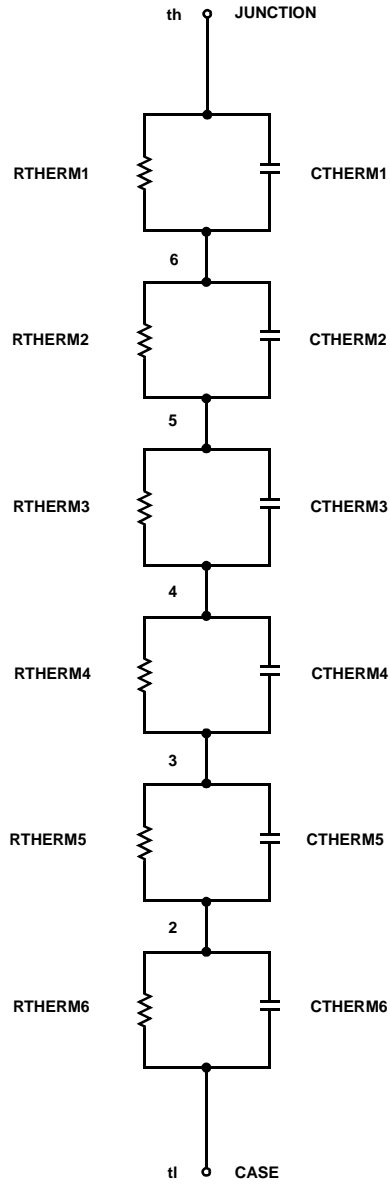 th JUNCTION
RTHERM1 CTHERM1
6
RTHERM2 CTHERM2
5
RTHERM3 CTHERM3
4
RTHERM4 CTHERM4
3
RTHERM5 CTHERM5
2
RTHERM6 CTHERM6
tl CASE